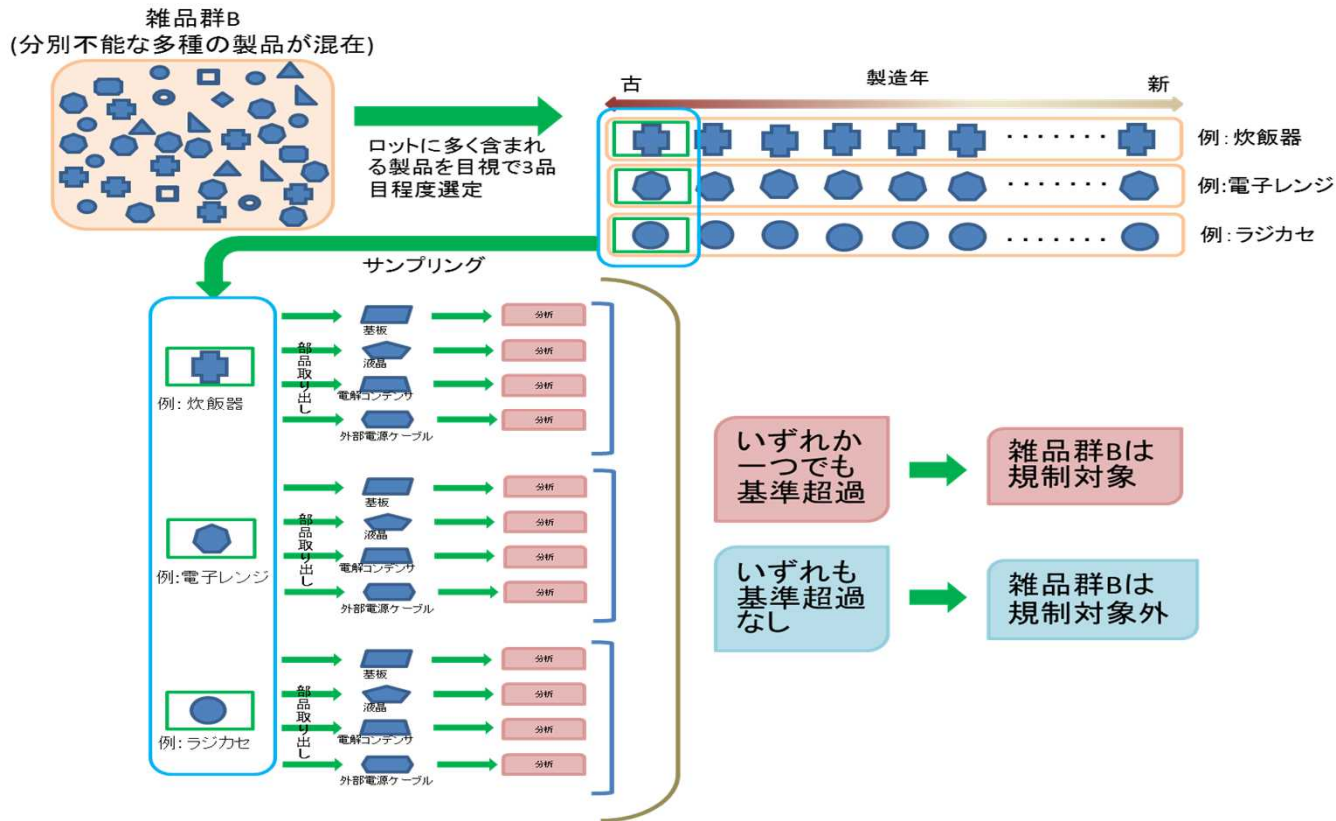 雑品群B
(分別不能な多種の製品が混在)
古
製造年
新
ロットに多く含まれ
る製品を目視で3品
目程度選定
‥‥‥‥
例：炊飯器
‥‥‥‥
例:電子レンジ
‥‥‥‥
例：ラジカセ
サンプリング
例: 炊飯器
部品取り出し
基板
分析
液晶
分析
電解コンデンサ
分析
外部電源ケーブル
分析
例:電子レンジ
部品取り出し
基板
分析
液晶
分析
電解コンデンサ
分析
外部電源ケーブル
分析
例:ラジカセ
部品取り出し
基板
分析
液晶
分析
電解コンデンサ
分析
外部電源ケーブル
分析
いずれか
一つでも
基準超過
雑品群Bは
規制対象
いずれも
基準超過
なし
雑品群Bは
規制対象外